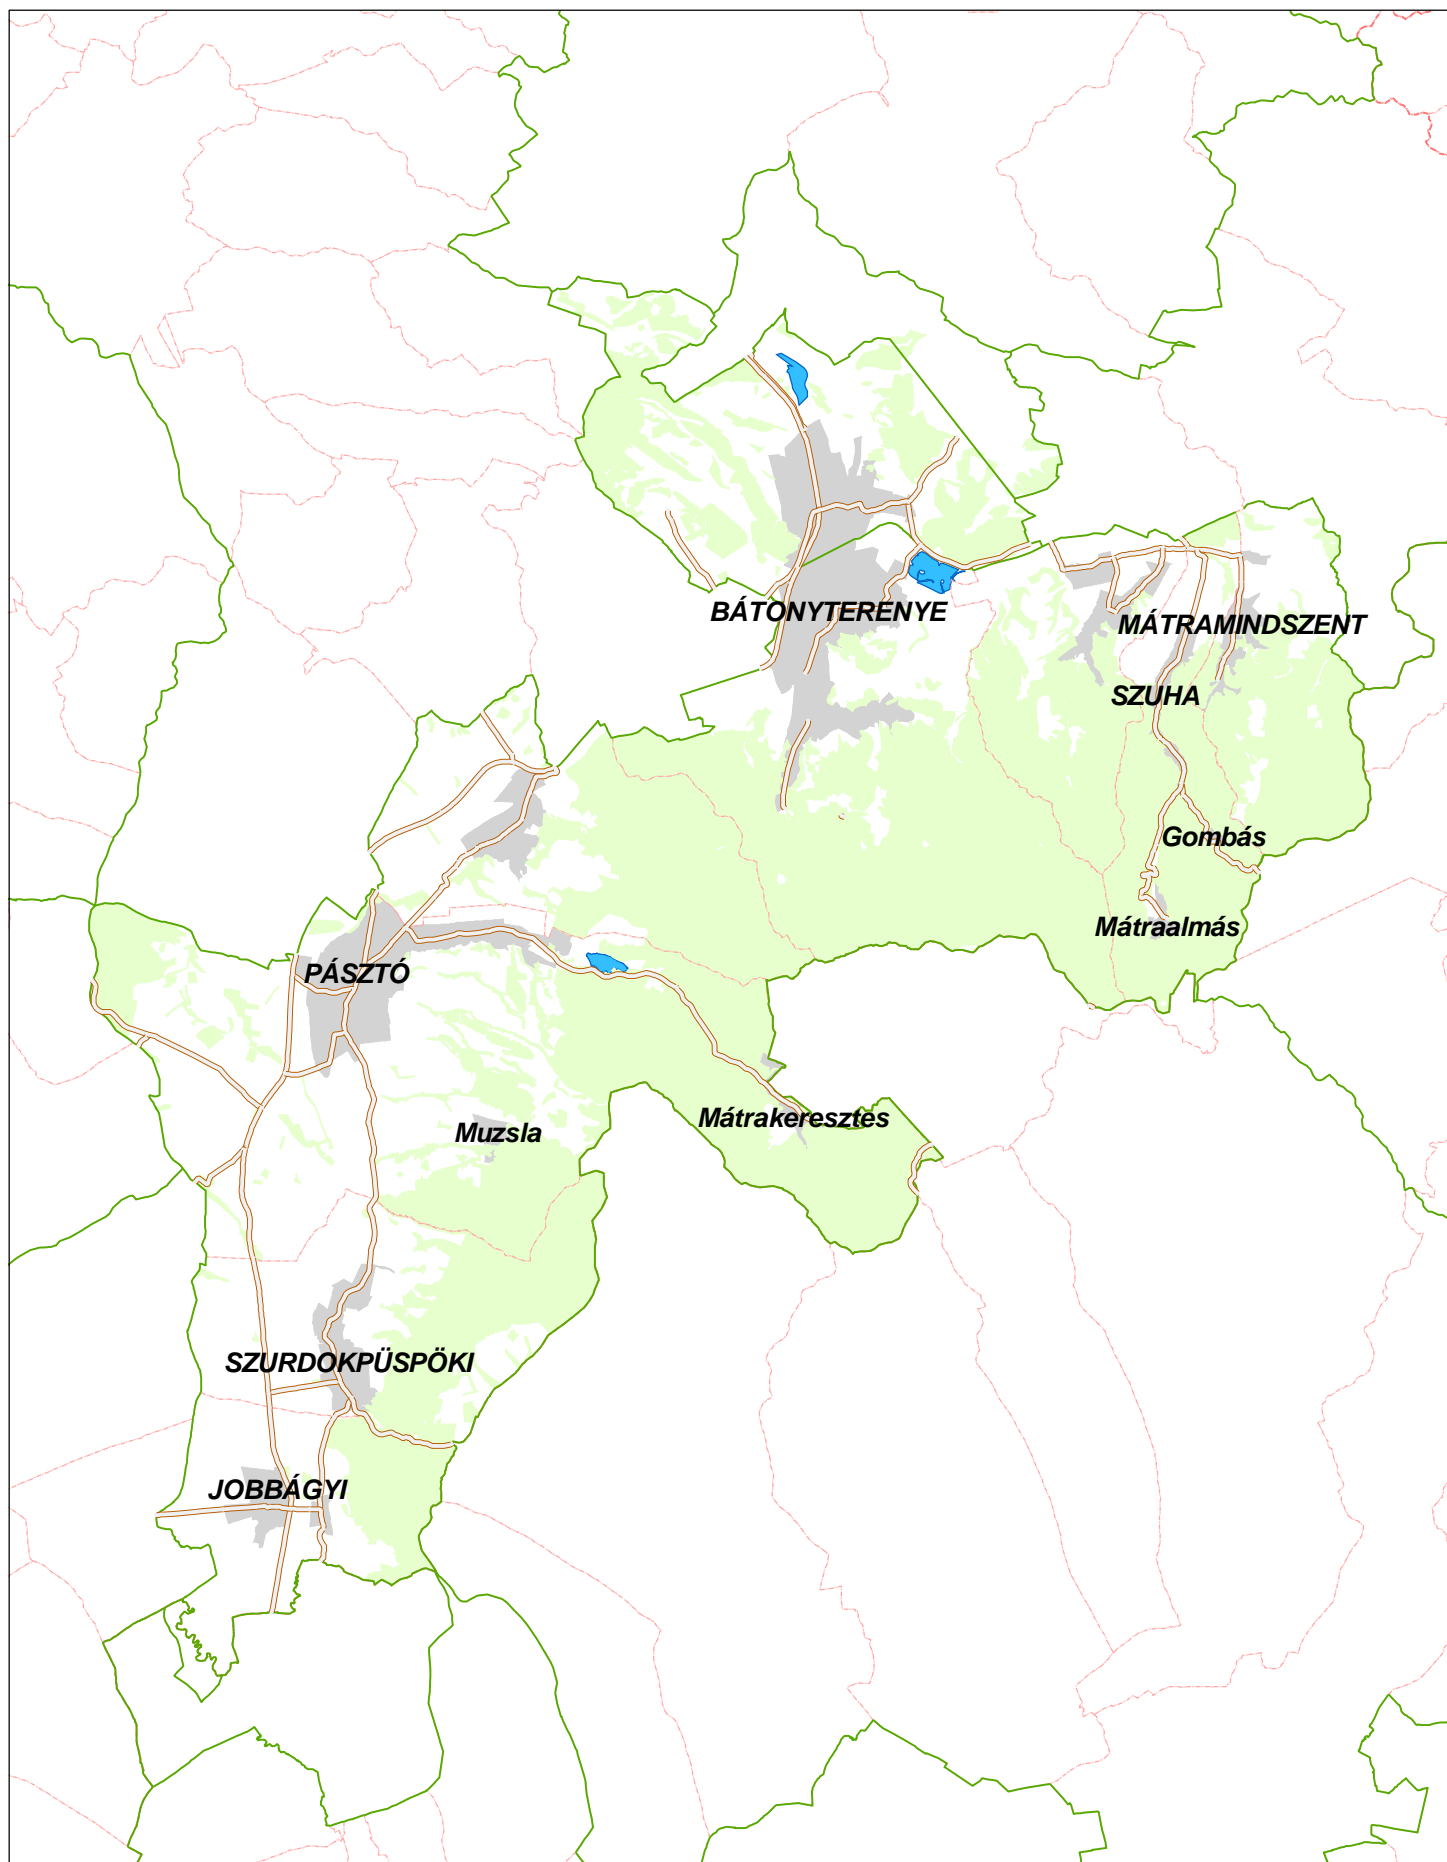 BÁTONYTERENYE
MÁTRAMINDSZENT
SZUHA
Gombás
Mátraalmás
PÁSZTÓ
Mátrakeresztes
Muzsla
SZURDOKPÜSPÖKI
JOBBÁGYI